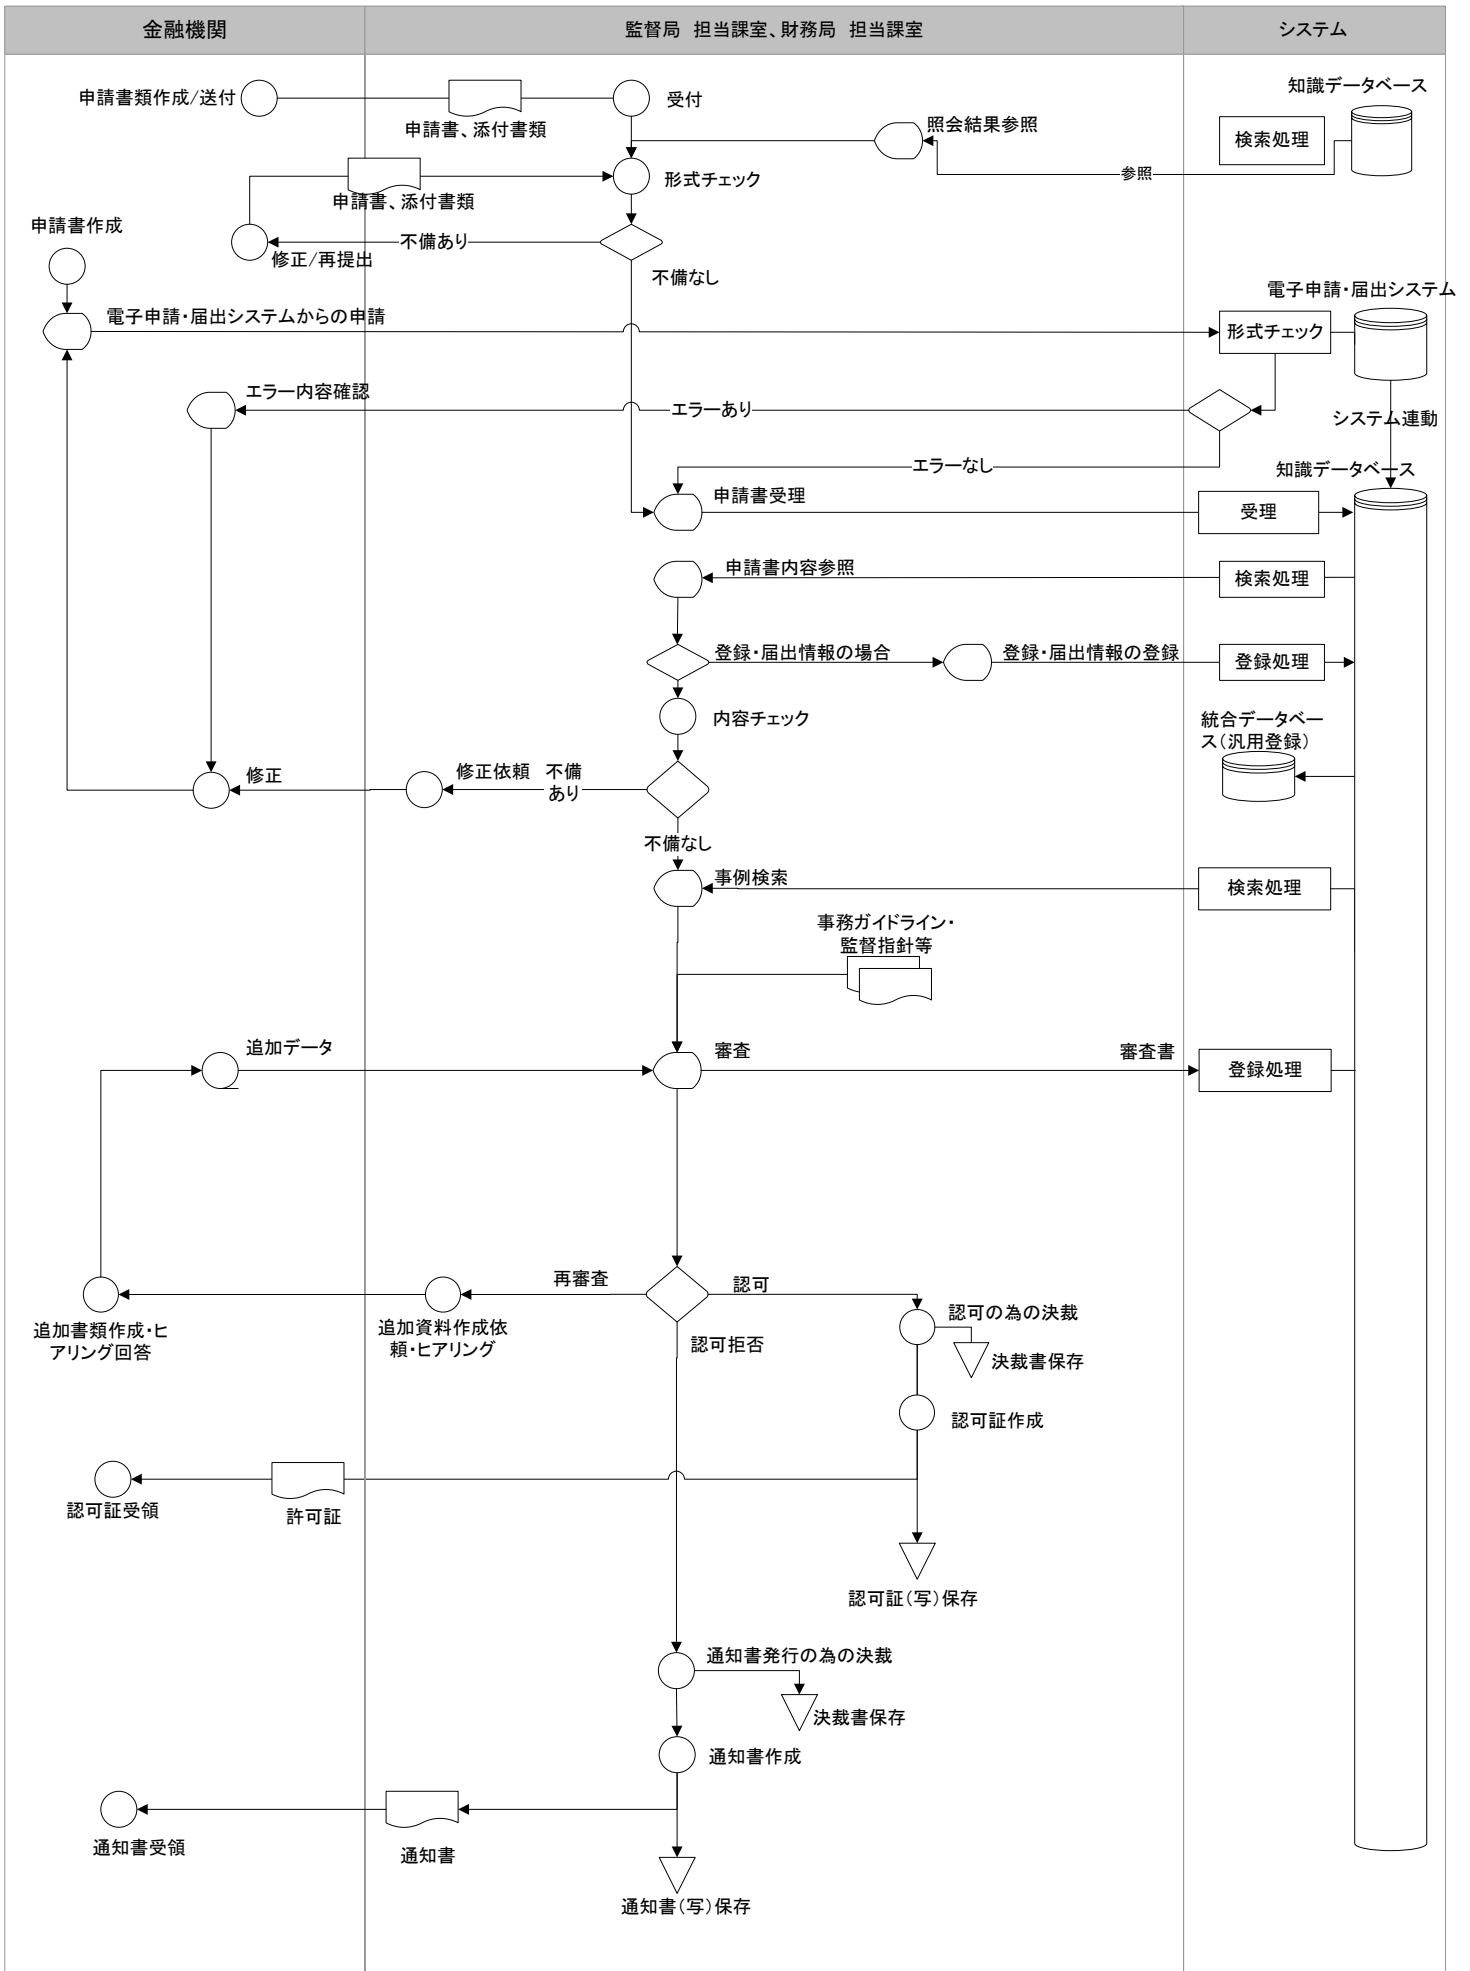 金融機関
監督局　担当課室、財務局　担当課室
システム
申請書類作成/送付
申請書、添付書類
受付
照会結果参照
知識データベース
検索処理
参照
申請書、添付書類
形式チェック
申請書作成
不備あり
修正/再提出
不備なし
電子申請・届出システム
電子申請・届出システムからの申請
形式チェック
エラー内容確認
エラーあり
システム連動
エラーなし
知識データベース
申請書受理
受理
申請書内容参照
検索処理
登録・届出情報の場合
登録・届出情報の登録
登録処理
内容チェック
統合データベー
ス（汎用登録）
修正
修正依頼
不備
あり
不備なし
事例検索
検索処理
事務ガイドライン・
監督指針等
追加データ
審査
審査書
登録処理
再審査
認可
追加書類作成・ヒ
アリング回答
追加資料作成依
頼・ヒアリング
認可拒否
認可の為の決裁
決裁書保存
認可証作成
認可証受領
許可証
認可証（写）保存
通知書発行の為の決裁
決裁書保存
通知書作成
通知書受領
通知書
通知書（写）保存